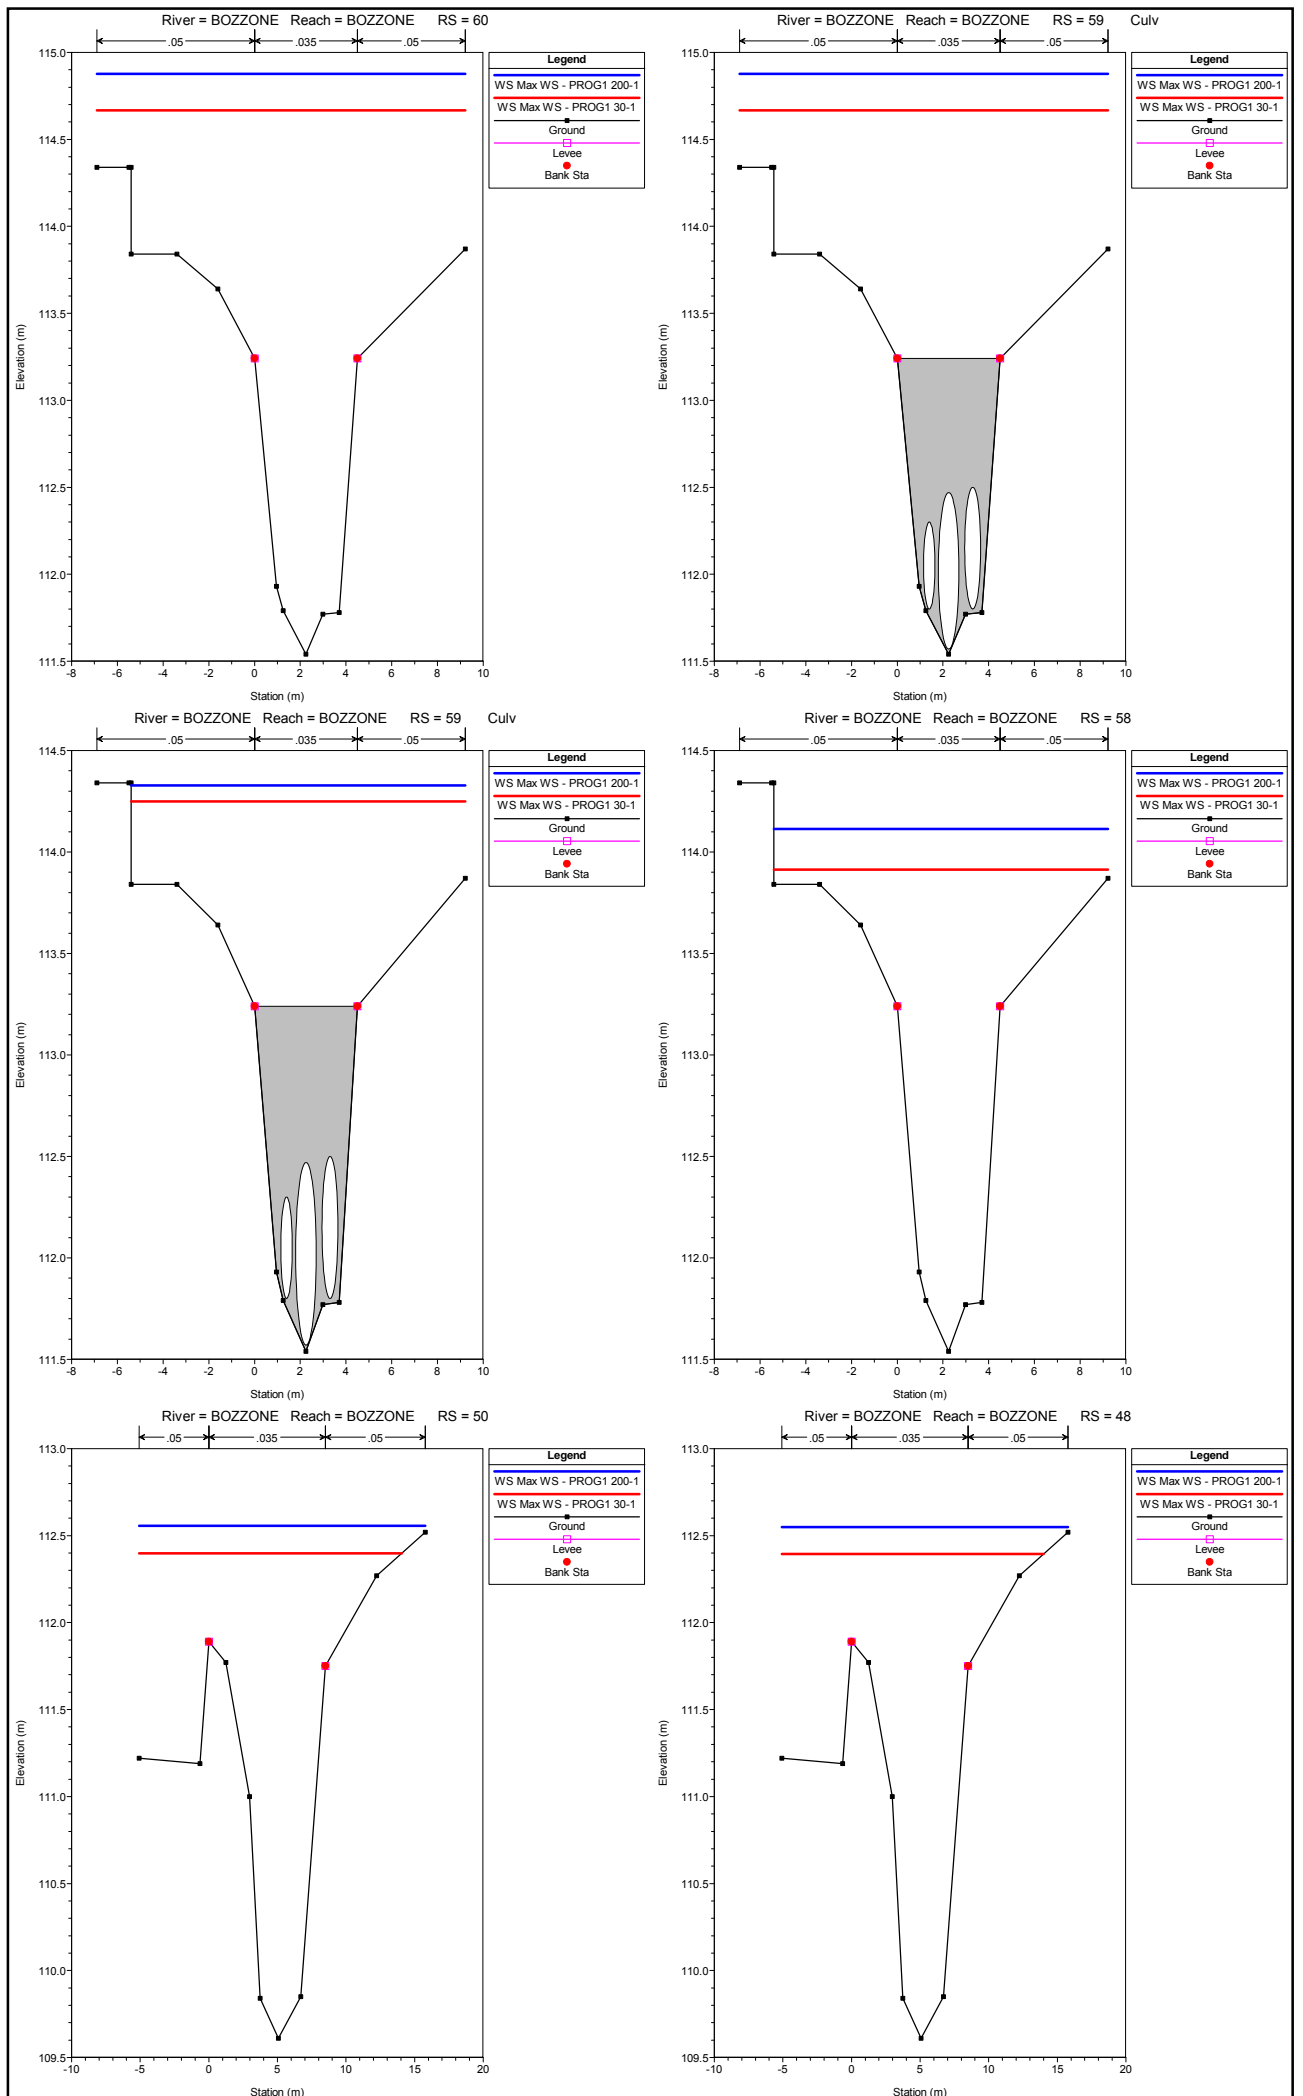 River = BOZZONE Reach = BOZZONE RS = 60
.05 .035 .05
115.0
114.5
114.0
113.5
113.0
112.5
112.0
111.5
Elevation (m)
-8 -6 -4 -2 0 2 4 6 8 10
Station (m)
Legend
WS Max WS - PROG1 200-1
WS Max WS - PROG1 30-1
Ground
Levee
Bank Sta
River = BOZZONE Reach = BOZZONE RS = 59 Culv
.05 .035 .05
115.0
114.5
114.0
113.5
113.0
112.5
112.0
111.5
Elevation (m)
-8 -6 -4 -2 0 2 4 6 8 10
Station (m)
Legend
WS Max WS - PROG1 200-1
WS Max WS - PROG1 30-1
Ground
Levee
Bank Sta
River = BOZZONE Reach = BOZZONE RS = 59 Culv
.05 .035 .05
114.5
114.0
113.5
113.0
112.5
112.0
111.5
Elevation (m)
-8 -6 -4 -2 0 2 4 6 8 10
Station (m)
Legend
WS Max WS - PROG1 200-1
WS Max WS - PROG1 30-1
Ground
Levee
Bank Sta
River = BOZZONE Reach = BOZZONE RS = 58
.05 .035 .05
114.5
114.0
113.5
113.0
112.5
112.0
111.5
Elevation (m)
-8 -6 -4 -2 0 2 4 6 8 10
Station (m)
Legend
WS Max WS - PROG1 200-1
WS Max WS - PROG1 30-1
Ground
Levee
Bank Sta
River = BOZZONE Reach = BOZZONE RS = 50
.05 .035 .05
113.0
112.5
112.0
111.5
111.0
110.5
110.0
109.5
Elevation (m)
-10 -5 0 5 10 15 20
Station (m)
Legend
WS Max WS - PROG1 200-1
WS Max WS - PROG1 30-1
Ground
Levee
Bank Sta
River = BOZZONE Reach = BOZZONE RS = 48
.05 .035 .05
113.0
112.5
112.0
111.5
111.0
110.5
110.0
109.5
Elevation (m)
-10 -5 0 5 10 15 20
Station (m)
Legend
WS Max WS - PROG1 200-1
WS Max WS - PROG1 30-1
Ground
Levee
Bank Sta